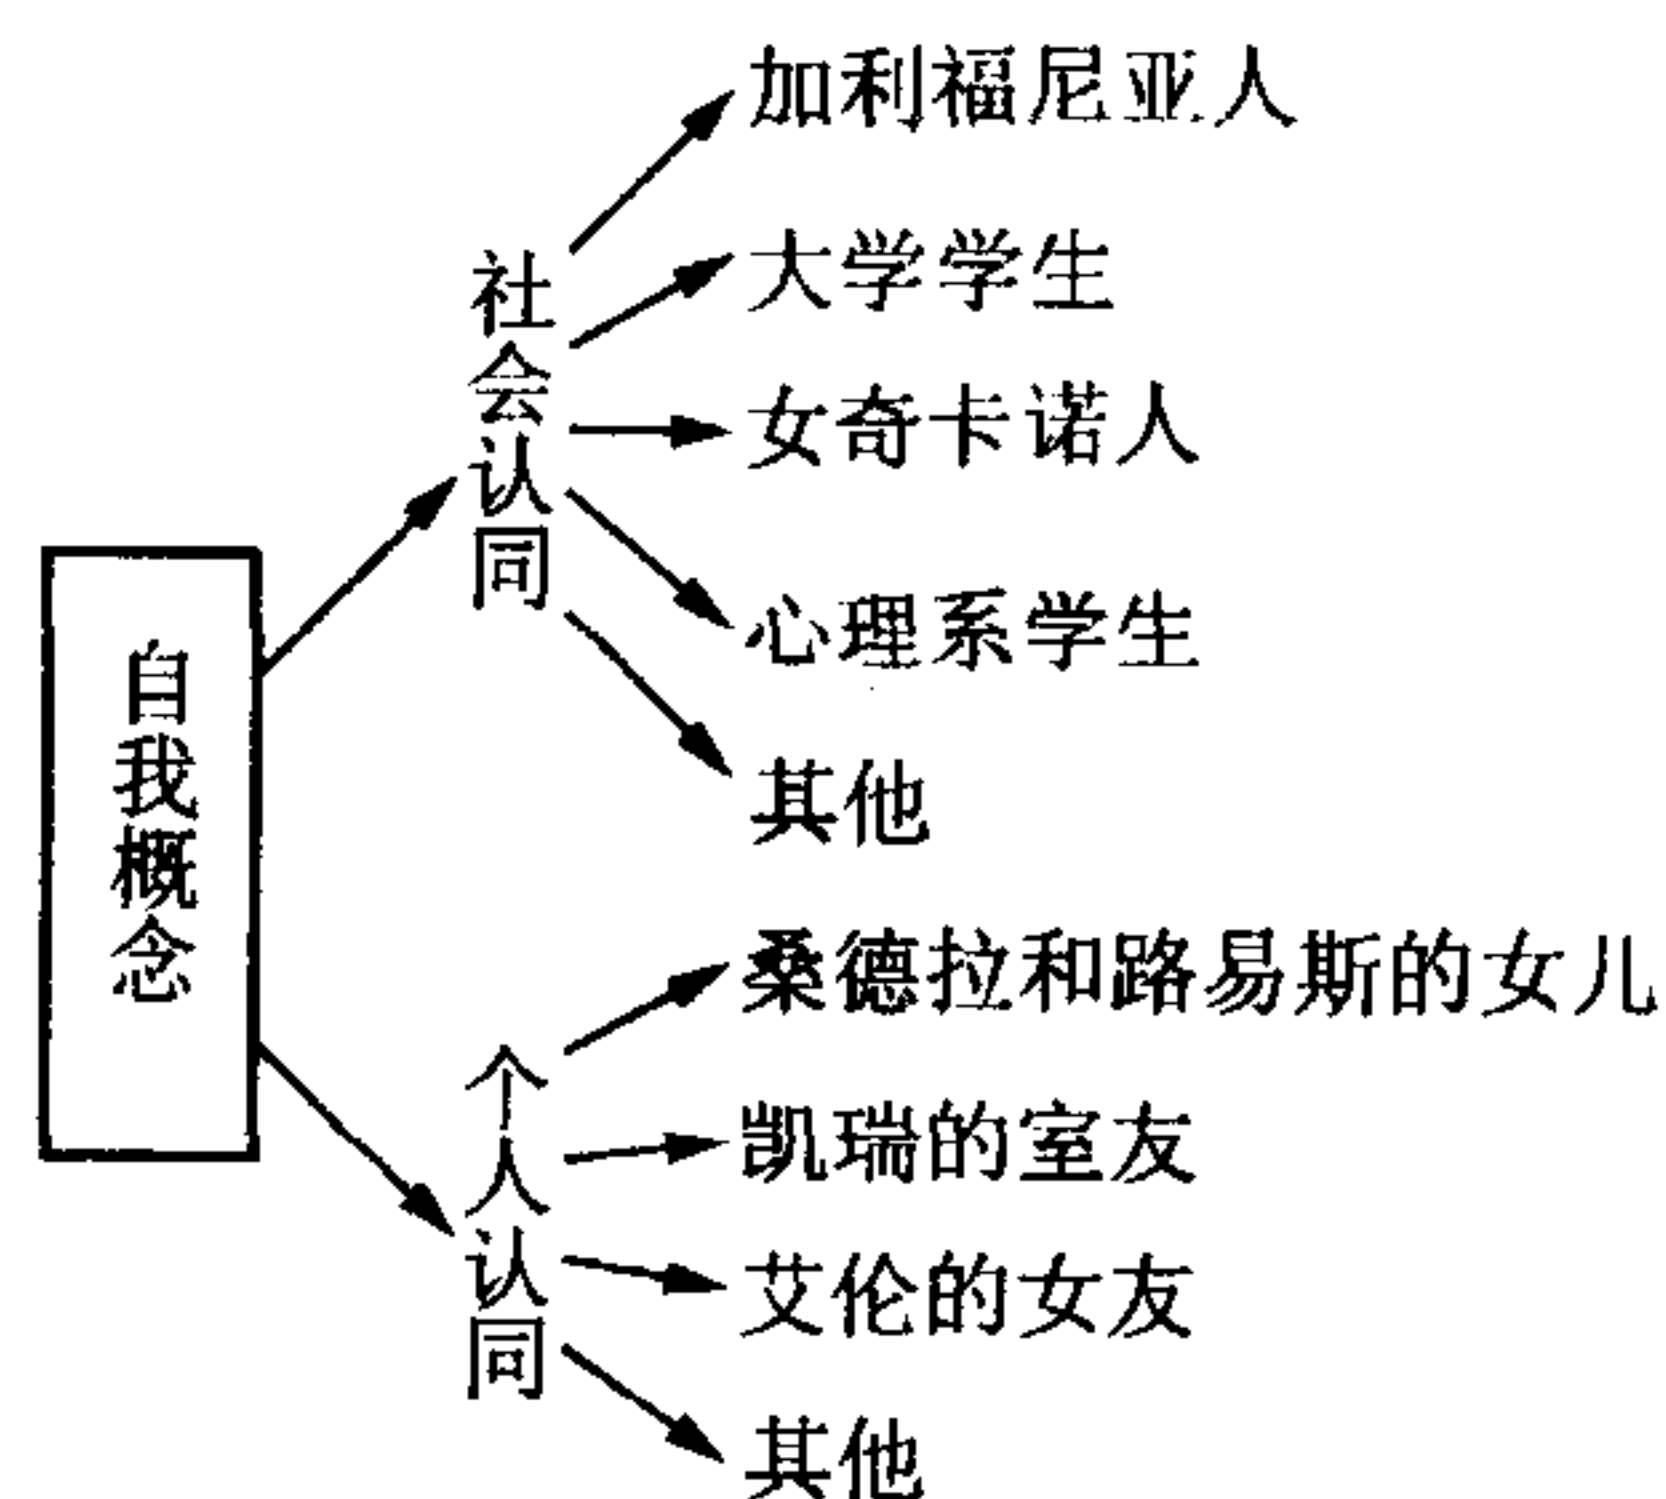 自我概念
社会认同
加利福尼亚人
大学学生
女奇卡诺人
心理系学生
其他
个人认同
桑德拉和路易斯的女儿
凯瑞的室友
艾伦的女友
其他